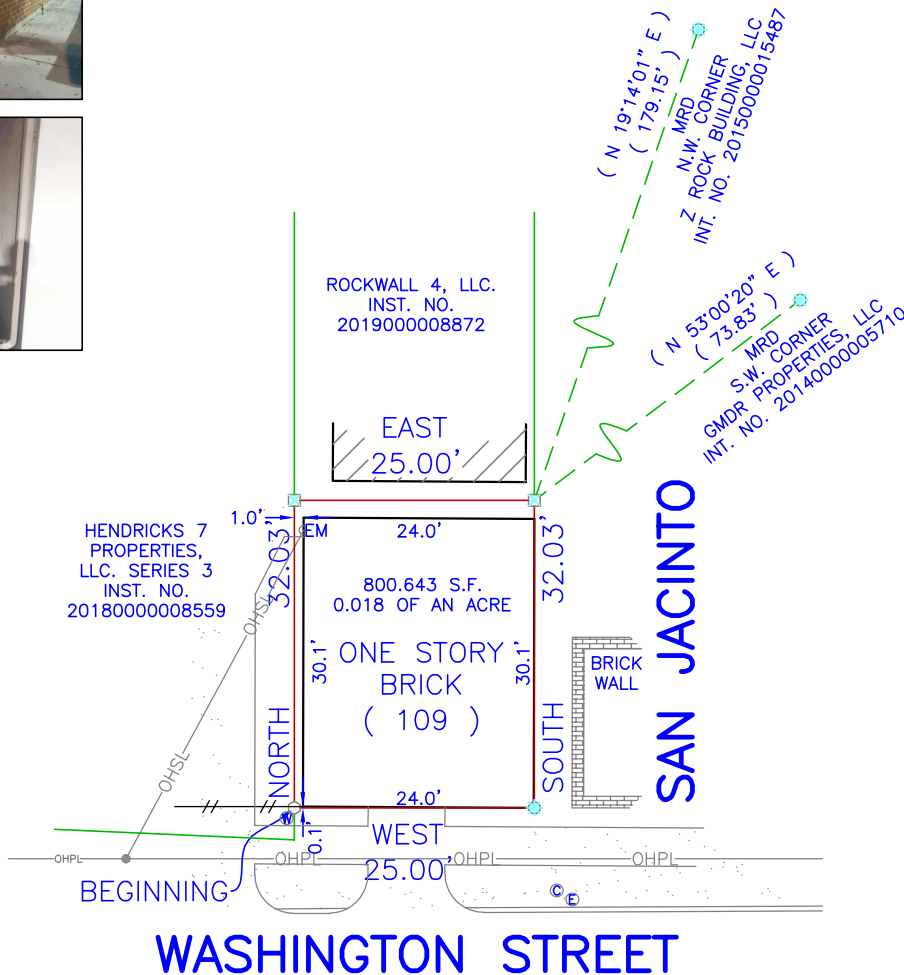 ( N 19°14'01" E )
( 179.15' )
MRD
N.W. CORNER
Z ROCK BUILDING, LLC
INT. NO. 20150000015487
ROCKWALL 4, LLC.
INST. NO.
2019000008872
( N 53°00'20" E )
( 73.83' )
MRD
S.W. CORNER
GMDR PROPERTIES, LLC
INT. NO. 20140000005710
EAST
25.00'
1.0'
EM
24.0'
HENDRICKS 7
PROPERTIES,
LLC. SERIES 3
INST. NO.
20180000008559
32.03'
32.03'
800.643 S.F.
0.018 OF AN ACRE
OHSL
30.1'
ONE STORY
BRICK
( 109 )
30.1'
BRICK
WALL
SAN JACINTO
NORTH
SOUTH
OHSL
24.0'
W
0.1'
WEST
25.00'
OHPL
OHPL
OHPL
OHPL
BEGINNING
C
E
WASHINGTON STREET